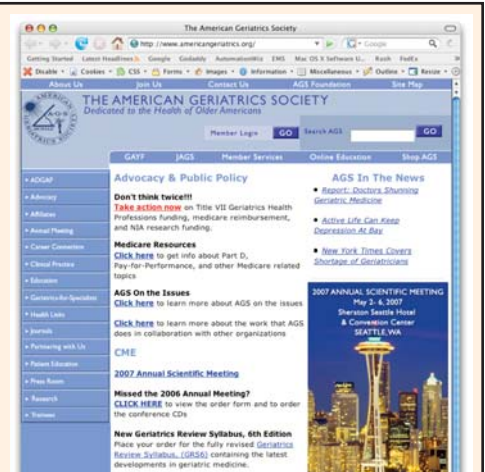 The American Geriatrics Society
http://www.americangeriatrics.org/
Google
Getting Started Latest Headlines Google Godaddy AutomationWiz EMS Mac OS X Software U... Rush FedEx
Disable Cookies CSS Forms Images Information Miscellaneous Outline Resize
About Us Join Us Contact Us AGS Foundation Site Map
THE AMERICAN GERIATRICS SOCIETY
Dedicated to the Health of Older Americans
AGS
Member Login GO Search AGS GO
GAYF JAGS Member Services Online Education Shop AGS
ADGAP
Advocacy
Affiliates
Annual Meeting
Career Connection
Clinical Practice
Education
Geriatrics-for-Specialists
Health Links
Journals
Partnering with Us
Patient Education
Press Room
Research
Trainees
Advocacy & Public Policy
Don't think twice!!!
Take action now on Title VII Geriatrics Health
Professions funding, medicare reimbursement,
and NIA research funding.
Medicare Resources
Click here to get info about Part D,
Pay-for-Performance, and other Medicare related
topics
AGS On the Issues
Click here to learn more about AGS on the issues
Click here to learn more about the work that AGS
does in collaboration with other organizations
CME
2007 Annual Scientific Meeting
Missed the 2006 Annual Meeting?
CLICK HERE to view the order form and to order
the conference CDs
New Geriatrics Review Syllabus, 6th Edition
Place your order for the fully revised Geriatrics
Review Syllabus, (GRS6) containing the latest
developments in geriatric medicine.
AGS In The News
Report: Doctors Shunning
Geriatric Medicine
Active Life Can Keep
Depression At Bay
New York Times Covers
Shortage of Geriatricians
2007 ANNUAL SCIENTIFIC MEETING
May 2- 6, 2007
Sheraton Seattle Hotel
& Convention Center
SEATTLE, WA